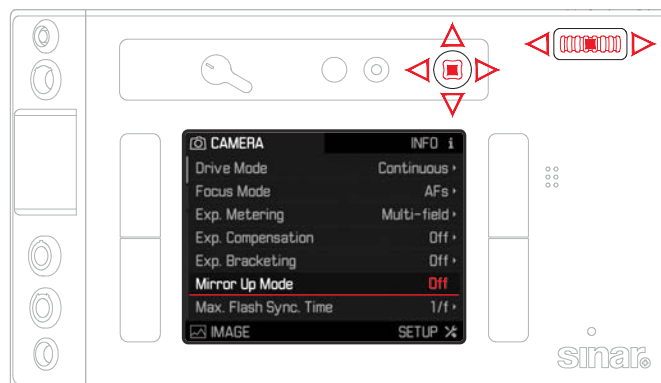 CAMERA INFO i
Drive Mode Continuous
Focus Mode AFs
Exp. Metering Multi-field
Exp. Compensation Off
Exp. Bracketing Off
Mirror Up Mode Off
Max. Flash Sync. Time 1/f
IMAGE SETUP
sinar